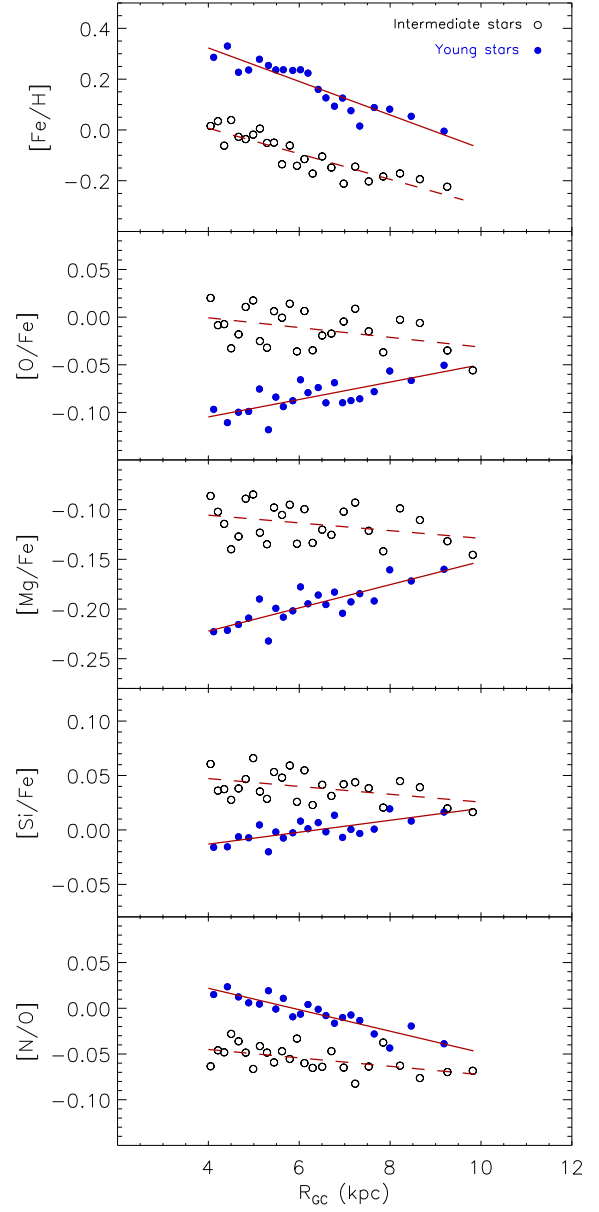 Intermediate stars
Young stars
0.4
0.2
0.0
−0.2
[Fe/H]
0.05
0.00
−0.05
−0.10
[O/Fe]
−0.10
−0.15
−0.20
−0.25
[Mg/Fe]
0.10
0.05
0.00
−0.05
[Si/Fe]
0.05
0.00
−0.05
−0.10
[N/O]
4 6 8 10 12
R_GC (kpc)